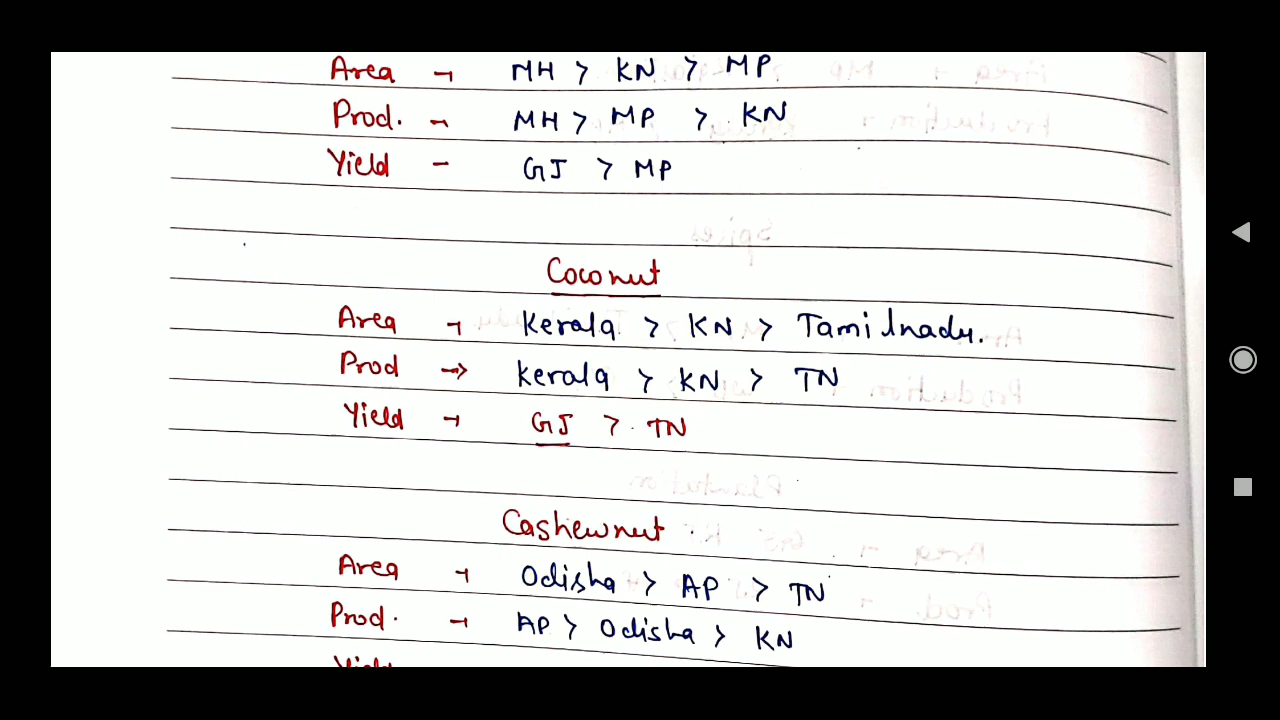 Area → MH > KN > MP
Prod. → MH > MP > KN
Yield - GJ > MP
Coconut
Area → Kerala > KN > Tamilnadu.
Prod → Kerala > KN > TN
Yield → GJ > TN
Cashewnut
Area → Odisha > AP > TN
Prod. → AP > Odisha > KN